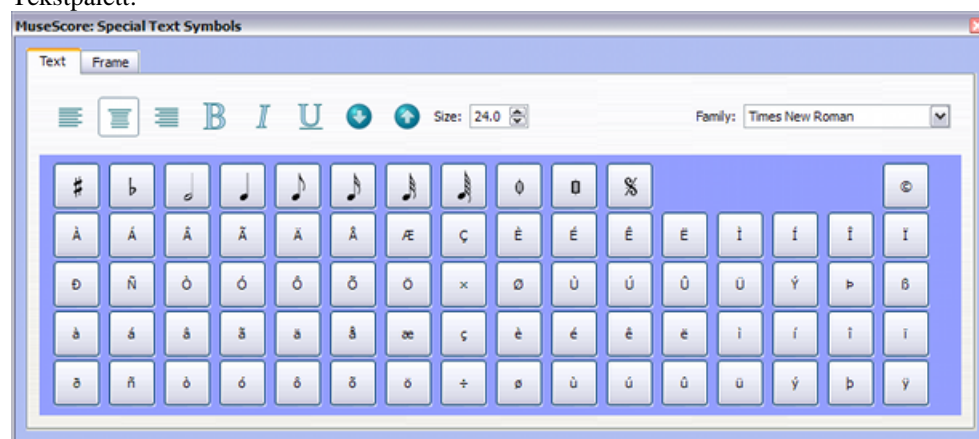 Tekstpalett:
MuseScore: Special Text Symbols
Text Frame
B I U Size: 24.0 Family: Times New Roman
♯ ♭ 𝅗𝅥 ♩ ♪ 𝅘𝅥𝅯 𝅘𝅥𝅰 𝅘𝅥𝅱 𝄌 𝄋 ©
À Á Â Ã Ä Å Æ Ç È É Ê Ë Ì Í Î Ï
Ð Ñ Ò Ó Ô Õ Ö × Ø Ù Ú Û Ü Ý Þ ß
à á â ã ä å æ ç è é ê ë ì í î ï
ð ñ ò ó ô õ ö ÷ ø ù ú û ü ý þ ÿ